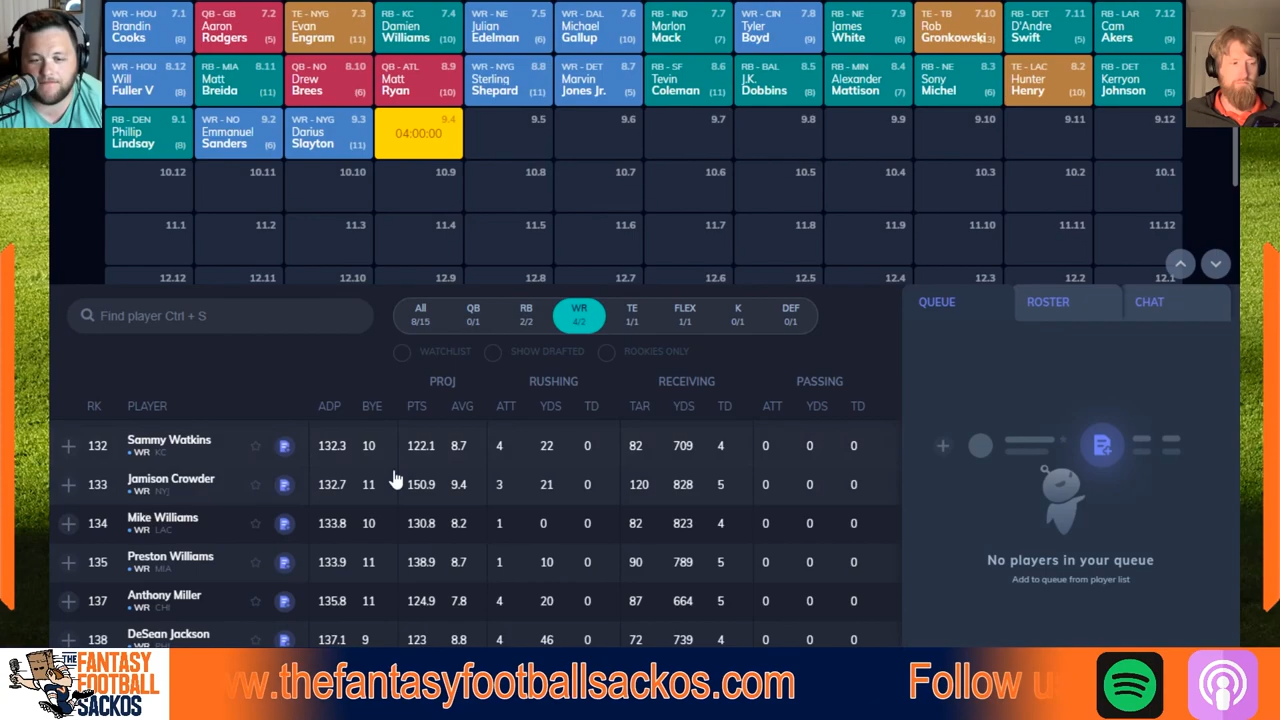 WR - HOU 7.1 QB - GB 7.2 TE - NYG 7.3 RB - KC 7.4 WR - NE 7.5 WR - DAL 7.6 RB - IND 7.7 WR - CIN 7.8 RB - NE 7.9 TE - TB 7.10 RB - DET 7.11 RB - LAR 7.12
Brandin Aaron Evan Damien Julian Michael Marlon Tyler James Rob D'Andre Cam
Cooks (8) Rodgers (5) Engram (11) Williams (10) Edelman (6) Gallup (10) Mack (7) Boyd (9) White (6) Gronkowski Swift (5) Akers (9)
WR - HOU 8.12 RB - MIA 8.11 QB - NO 8.10 QB - ATL 8.9 WR - NYG 8.8 WR - DET 8.7 RB - SF 8.6 RB - BAL 8.5 RB - MIN 8.4 RB - NE 8.3 TE - LAC 8.2 RB - DET 8.1
Will Matt Drew Matt Sterling Marvin Tevin J.K. Alexander Sony Hunter Kerryon
Fuller V (8) Breida (11) Brees (6) Ryan (10) Shepard (11) Jones Jr. (5) Coleman (11) Dobbins (8) Mattison (7) Michel (6) Henry (10) Johnson (5)
RB - DEN 9.1 WR - NO 9.2 WR - NYG 9.3 9.4 9.5 9.6 9.7 9.8 9.9 9.10 9.11 9.12
Phillip Emmanuel Darius 04:00:00
Lindsay (8) Sanders (6) Slayton (11)
10.12 10.11 10.10 10.9 10.8 10.7 10.6 10.5 10.4 10.3 10.2 10.1
11.1 11.2 11.3 11.4 11.5 11.6 11.7 11.8 11.9 11.10 11.11 11.12
12.12 12.11 12.10 12.9 12.8 12.7 12.6 12.5 12.4 12.3 12.2 12.1
Find player Ctrl + S
All QB RB WR TE FLEX K DEF
8/15 0/1 2/2 4/2 1/1 1/1 0/1 0/1
WATCHLIST SHOW DRAFTED ROOKIES ONLY
QUEUE ROSTER CHAT
PROJ RUSHING RECEIVING PASSING
RK PLAYER ADP BYE PTS AVG ATT YDS TD TAR YDS TD ATT YDS TD
132 Sammy Watkins 132.3 10 122.1 8.7 4 22 0 82 709 4 0 0 0
WR KC
133 Jamison Crowder 132.7 11 150.9 9.4 3 21 0 120 828 5 0 0 0
WR NYJ
134 Mike Williams 133.8 10 130.8 8.2 1 0 0 82 823 4 0 0 0
WR LAC
135 Preston Williams 133.9 11 138.9 8.7 1 10 0 90 789 5 0 0 0
WR MIA
137 Anthony Miller 135.8 11 124.9 7.8 4 20 0 87 664 5 0 0 0
WR CHI
138 DeSean Jackson 137.1 9 123 8.8 4 46 0 72 739 4 0 0 0
No players in your queue
Add to queue from player list
THE
FANTASY
FOOTBALL
SACKOS
w.thefantasyfootballsackos.com Follow u